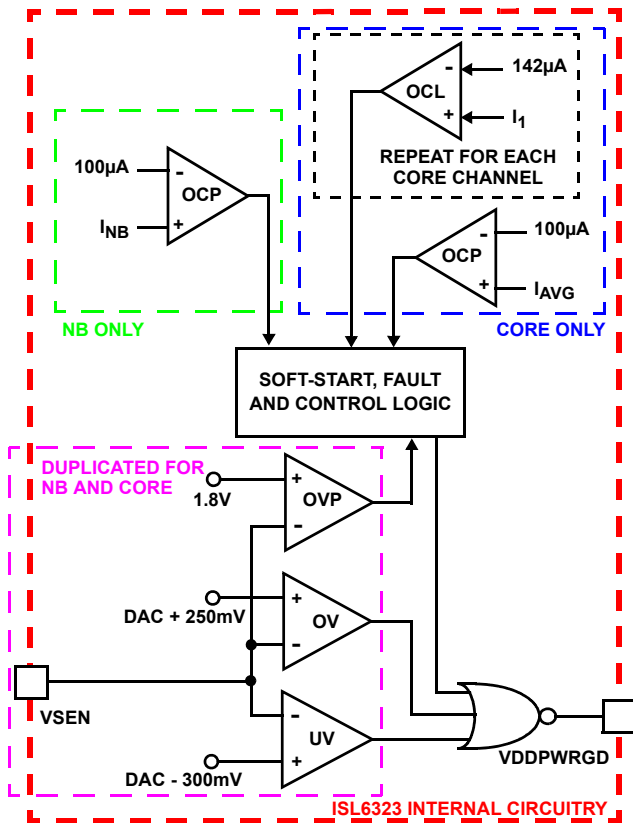 142µA
-
OCL
+
I1
REPEAT FOR EACH
CORE CHANNEL
100µA
-
OCP
INB
+
100µA
-
OCP
+
IAVG
NB ONLY
CORE ONLY
SOFT-START, FAULT
AND CONTROL LOGIC
DUPLICATED FOR
NB AND CORE
+
1.8V
OVP
-
DAC + 250mV
+
OV
-
VSEN
-
UV
+
DAC - 300mV
VDDPWRGD
ISL6323 INTERNAL CIRCUITRY